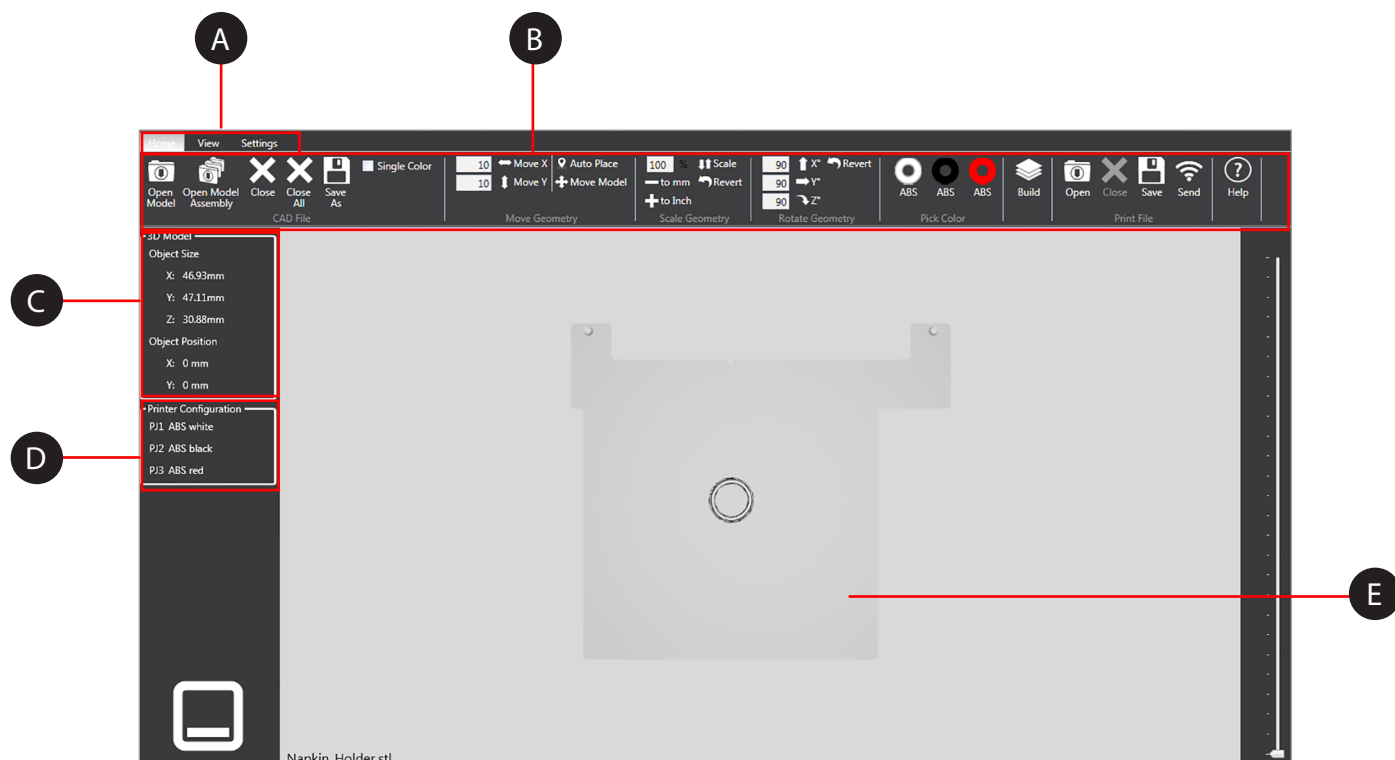 A
B
Home View Settings
10 Move X Auto Place
10 Move Y Move Model
Move Geometry
Open Model
Open Model Assembly
Close
Close All
Save As
Single Color
CAD File
100 % Scale
to mm Revert
to Inch
Scale Geometry
90 X° Revert
90 Y°
90 Z°
Rotate Geometry
ABS ABS ABS
Pick Color
Build
Open Close Save Send
Print File
? Help
3D Model
Object Size
X: 46.93mm
Y: 47.11mm
Z: 30.88mm
Object Position
X: 0 mm
Y: 0 mm
C
Printer Configuration
PJ1 ABS white
PJ2 ABS black
PJ3 ABS red
D
E
Napkin_Holder.stl